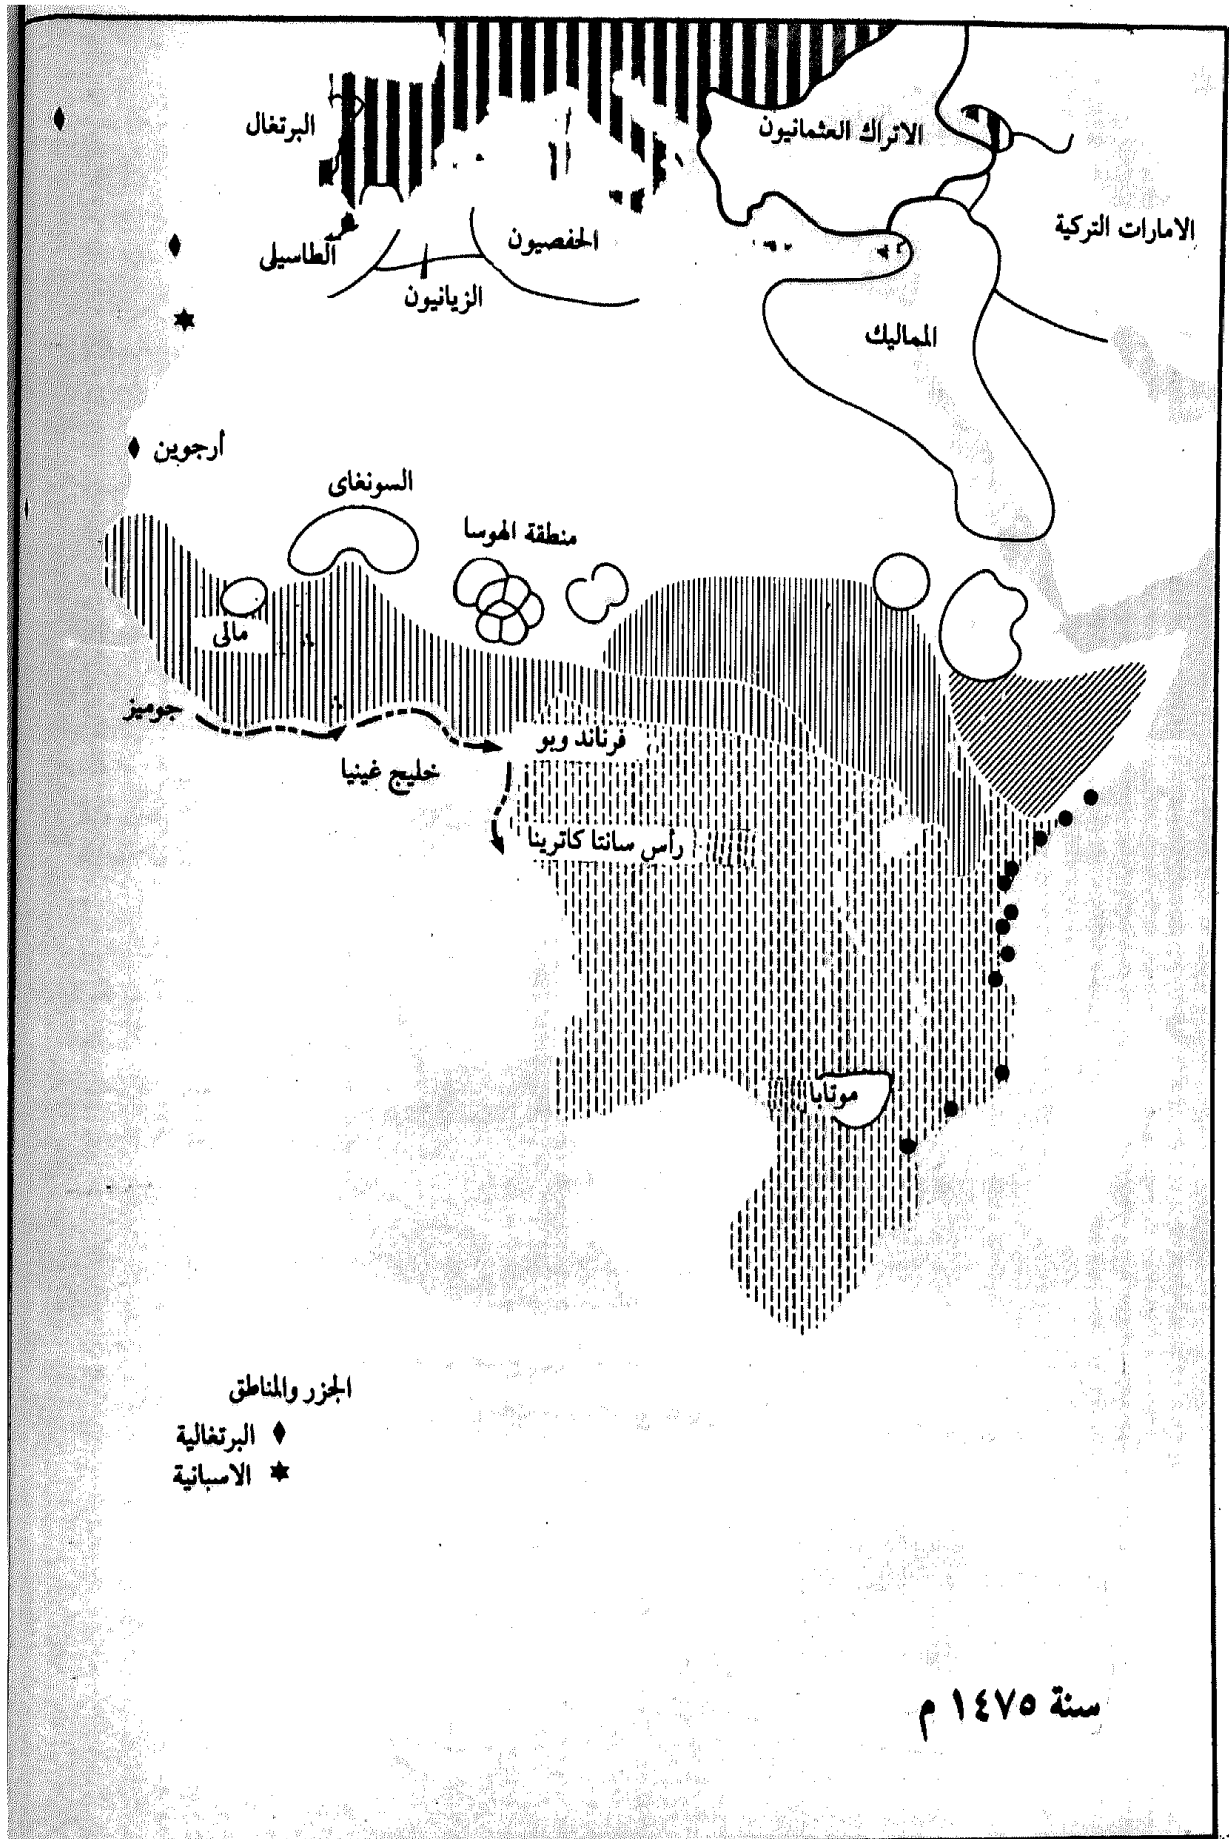 البرتغال
الاتراك العثمانيون
الامارات التركية
الطاسيلى
الحفصيون
الزيانيون
المماليك
أرجوين
السونغاى
منطقة الهوسا
مالى
جوميز
فرناند وبو
خليج غينيا
رأس سانتا كاترينا
موتابا
الجزر والمناطق
البرتغالية
الاسبانية
سنة ١٤٧٥ م